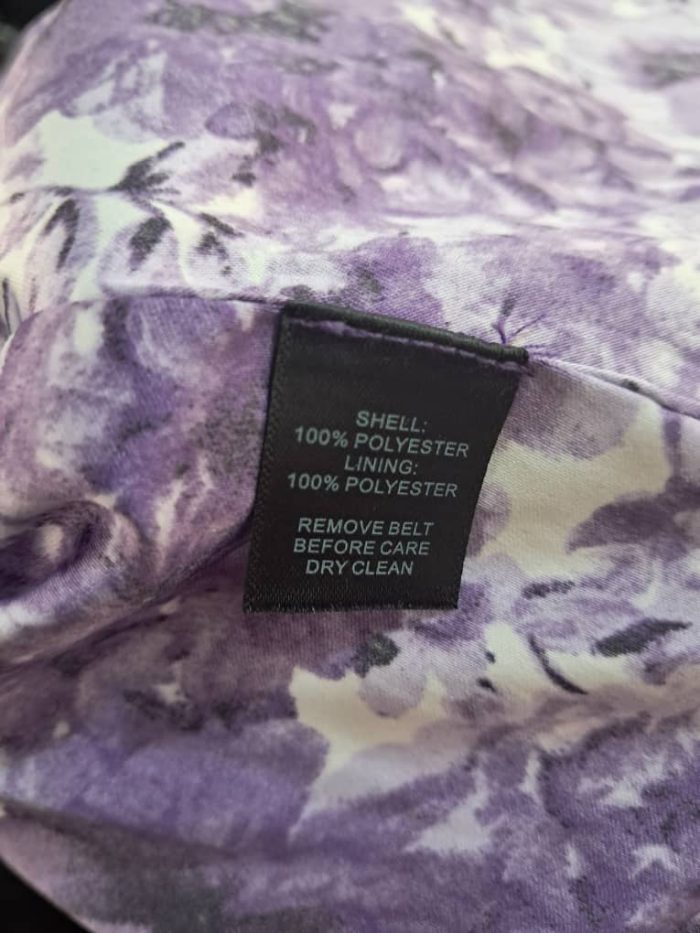 SHELL:
100% POLYESTER
LINING:
100% POLYESTER
REMOVE BELT
BEFORE CARE
DRY CLEAN